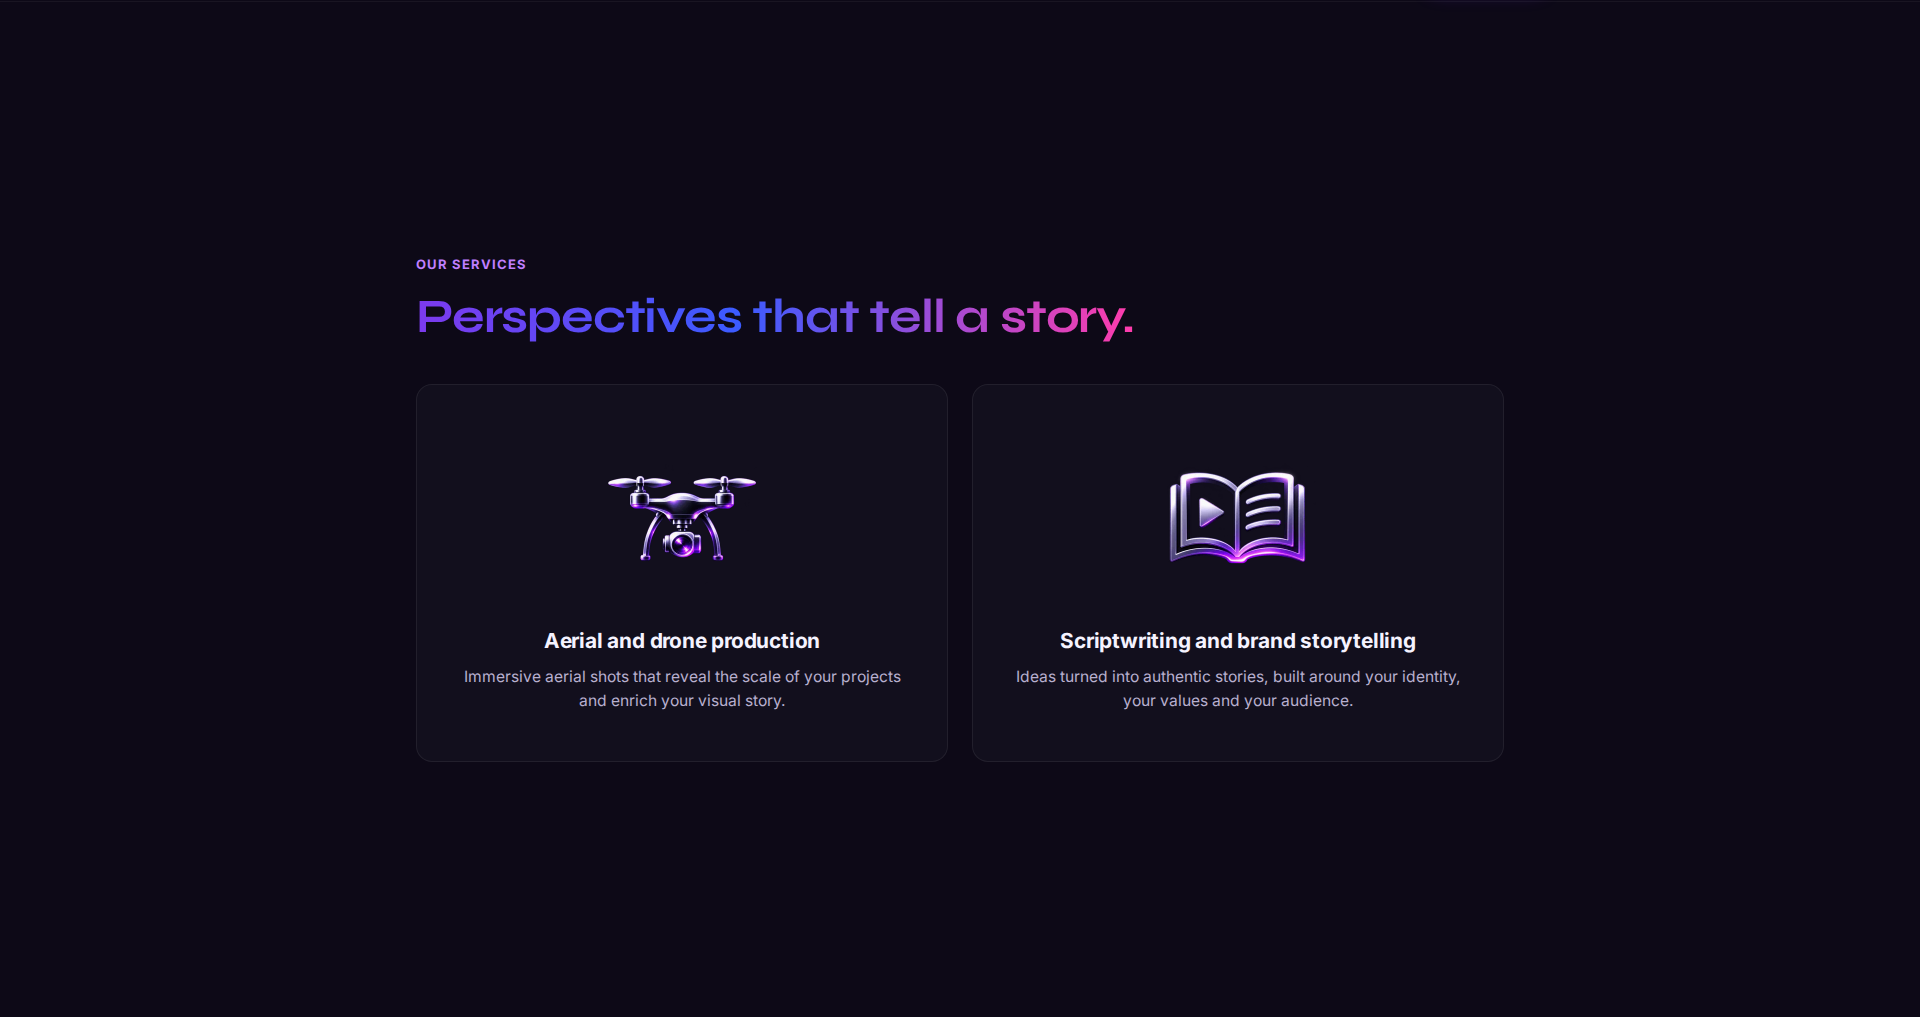 OUR SERVICES
Perspectives that tell a story.
Aerial and drone production
Immersive aerial shots that reveal the scale of your projects
and enrich your visual story.
Scriptwriting and brand storytelling
Ideas turned into authentic stories, built around your identity,
your values and your audience.